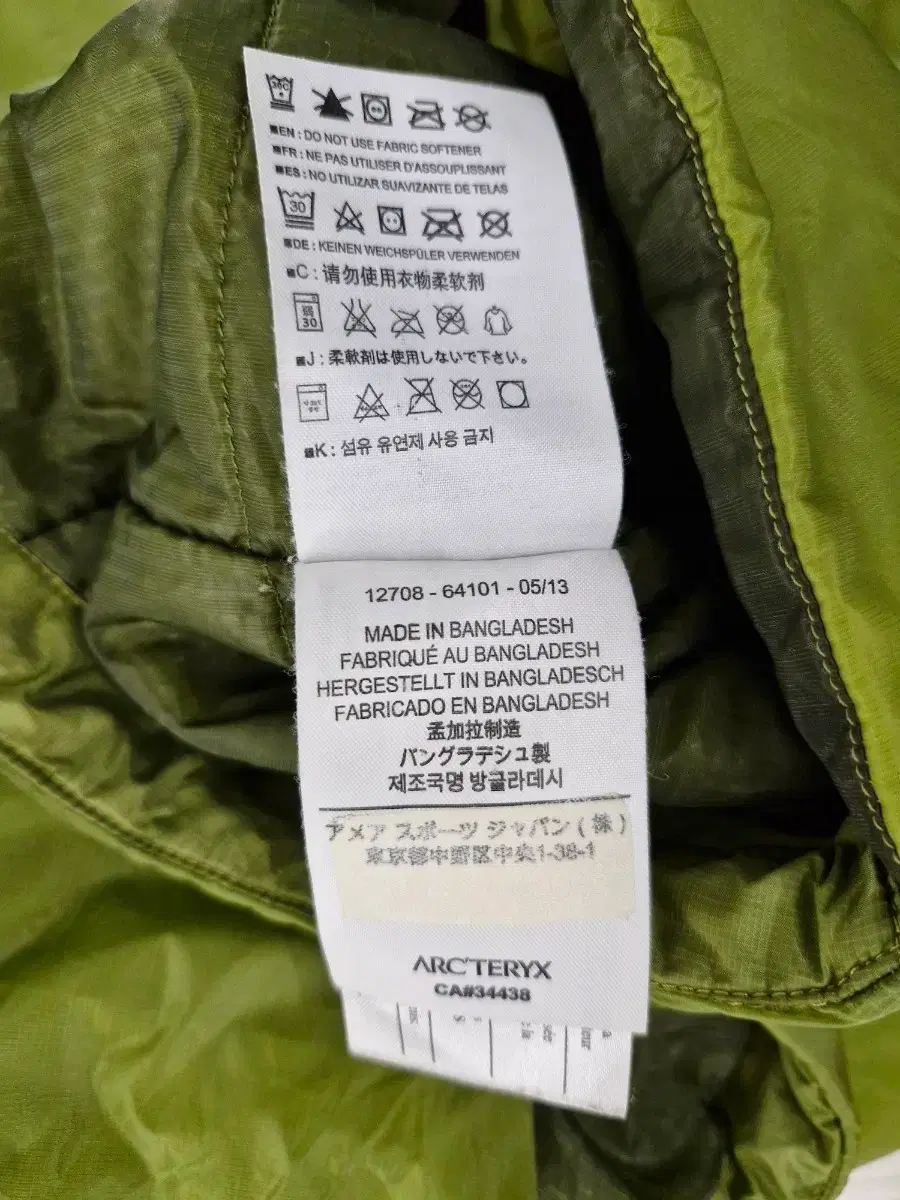 30C
■EN : DO NOT USE FABRIC SOFTENER
■FR : NE PAS UTILISER D'ASSOUPLISSANT
■ES : NO UTILIZAR SUAVIZANTE DE TELAS
30
■DE : KEINEN WEICHSPÜLER VERWENDEN
■C : 请勿使用衣物柔软剂
弱
30
■J : 柔軟剤は使用しないで下さい。
■K : 섬유 유연제 사용 금지
12708 - 64101 - 05/13
MADE IN BANGLADESH
FABRIQUÉ AU BANGLADESH
HERGESTELLT IN BANGLADESCH
FABRICADO EN BANGLADESH
孟加拉制造
バングラデシュ製
제조국명 방글라데시
アメア スポーツ ジャパン ( 株 )
東京都中野区中央1-38-1
ARC'TERYX
CA#34438